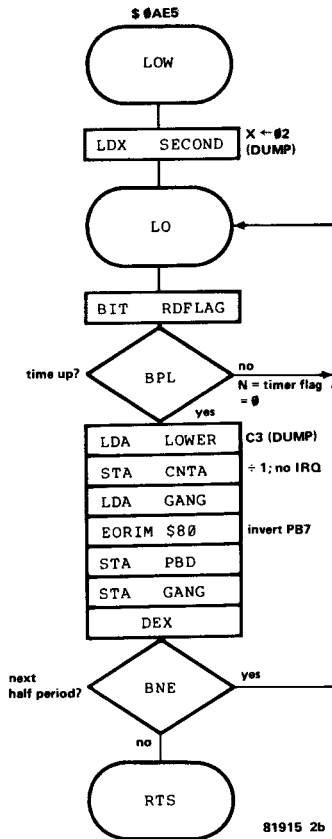 $ØAE5
LOW
LDX SECOND
X ←Ø2
(DUMP)
LO
BIT RDFLAG
time up?
BPL
no
N = timer flag
= Ø
yes
LDA LOWER
C3 (DUMP)
STA CNTA
÷ 1; no IRQ
LDA GANG
EORIM $8Ø
invert PB7
STA PBD
STA GANG
DEX
next
half period?
BNE
yes
no
RTS
81915 2b